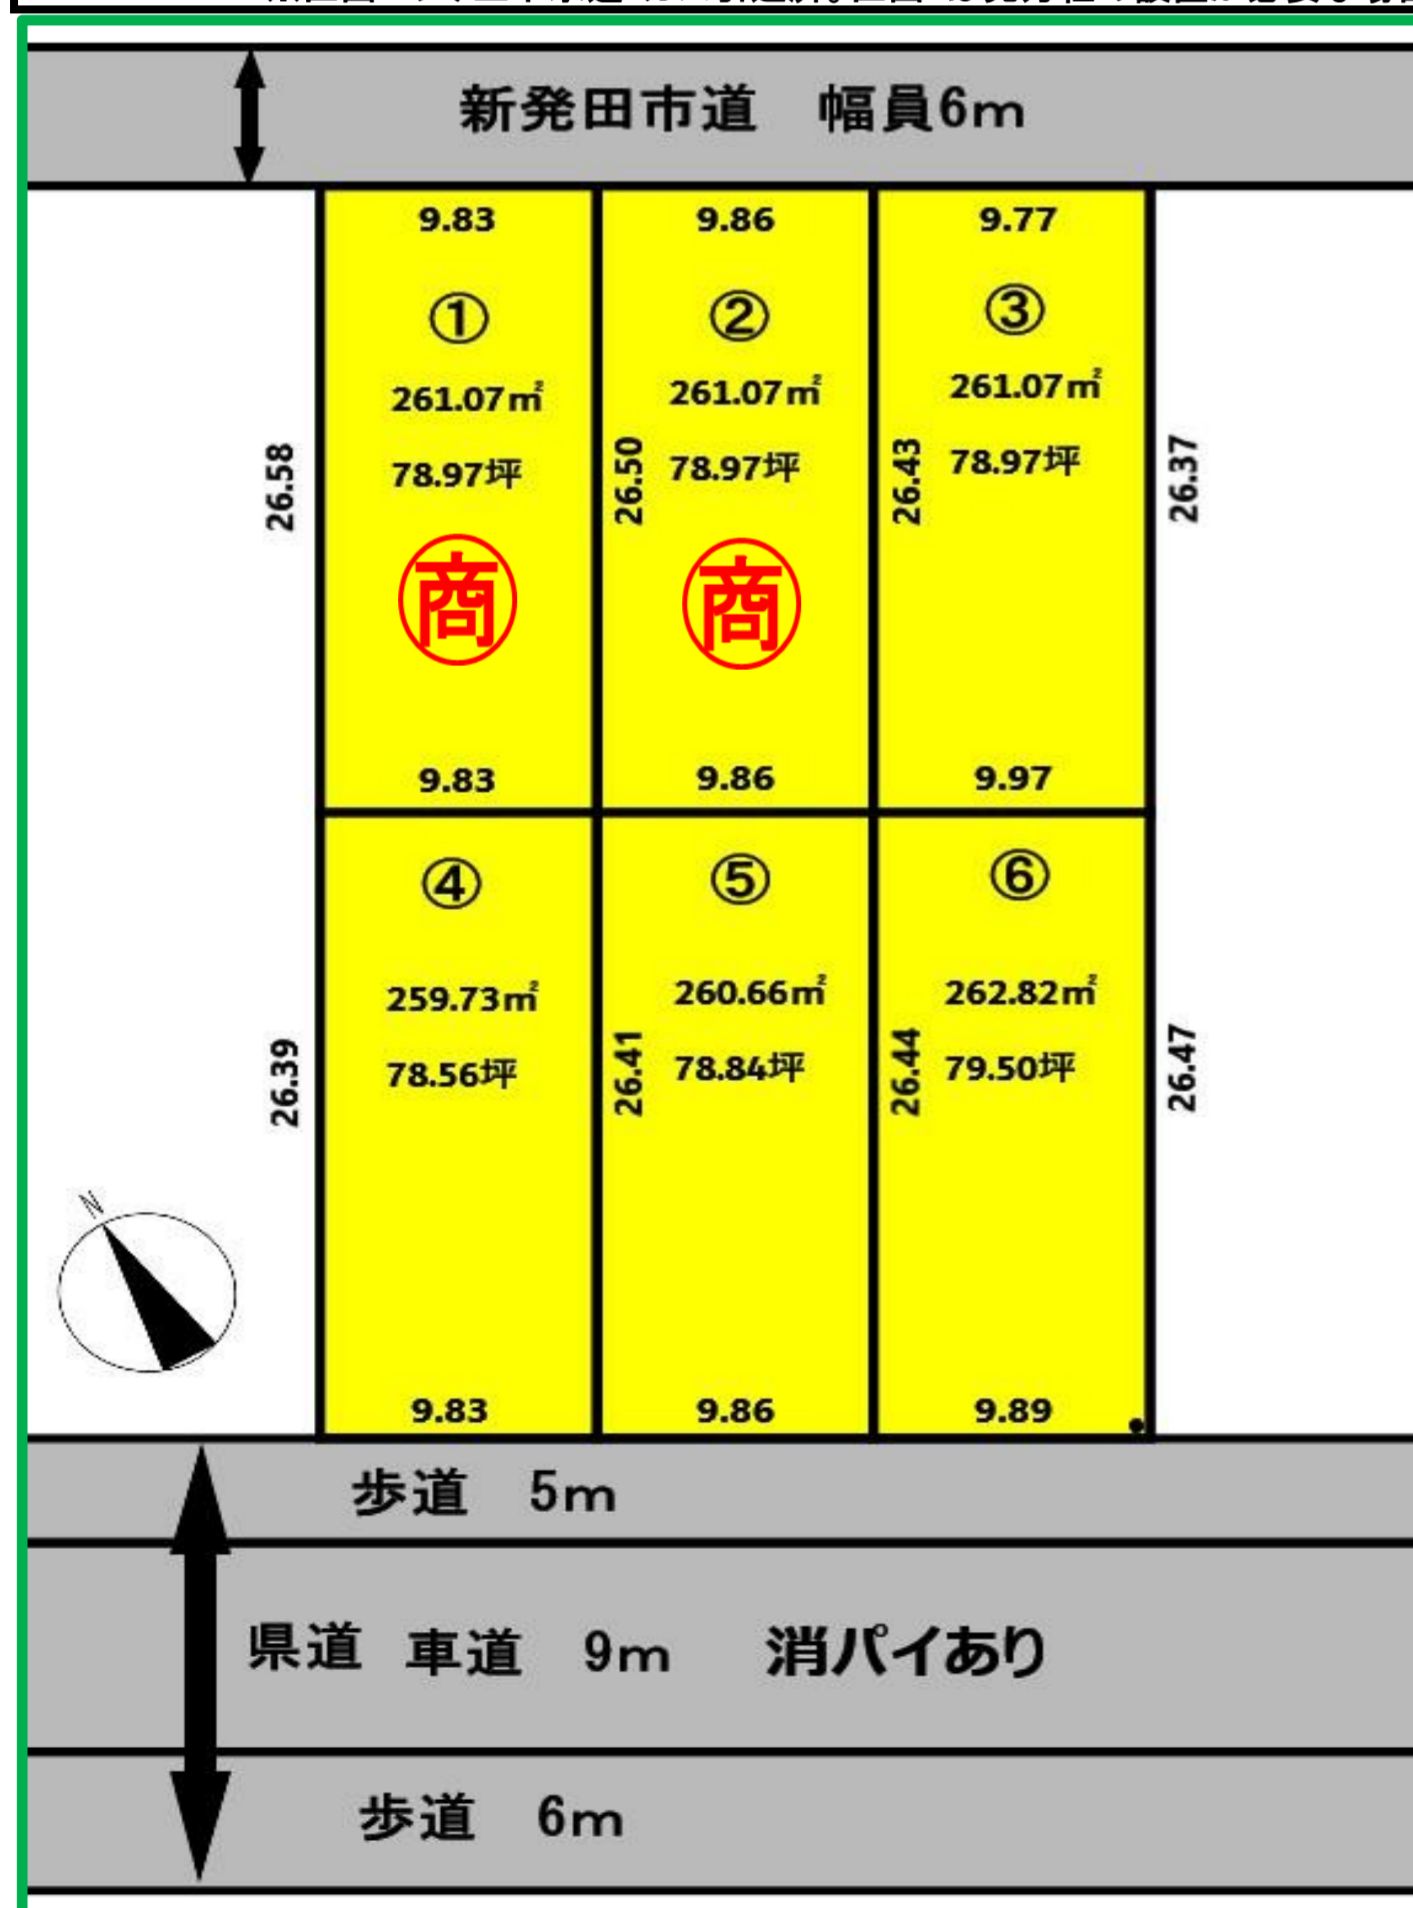 新発田市道 幅員6m
9.83 9.86 9.77
① ② ③
261.07㎡ 261.07㎡ 261.07㎡
78.97坪 78.97坪 78.97坪
26.58 26.50 26.43 26.37
商 商
9.83 9.86 9.97
④ ⑤ ⑥
259.73㎡ 260.66㎡ 262.82㎡
78.56坪 78.84坪 79.50坪
26.39 26.41 26.44 26.47
N
9.83 9.86 9.89
歩道 5m
県道 車道 9m 消パイあり
歩道 6m